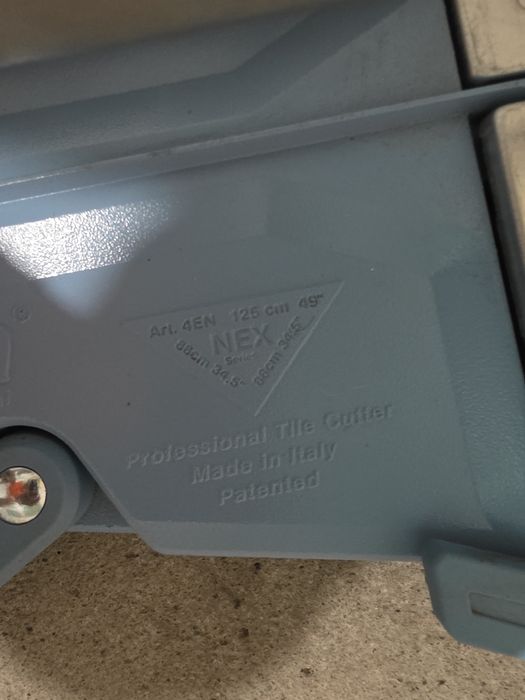 Art. 4EN 125 cm 49"
NEX
Series
88cm 34.5"
88cm 34.5"
Professional Tile Cutter
Made in Italy
Patented
®